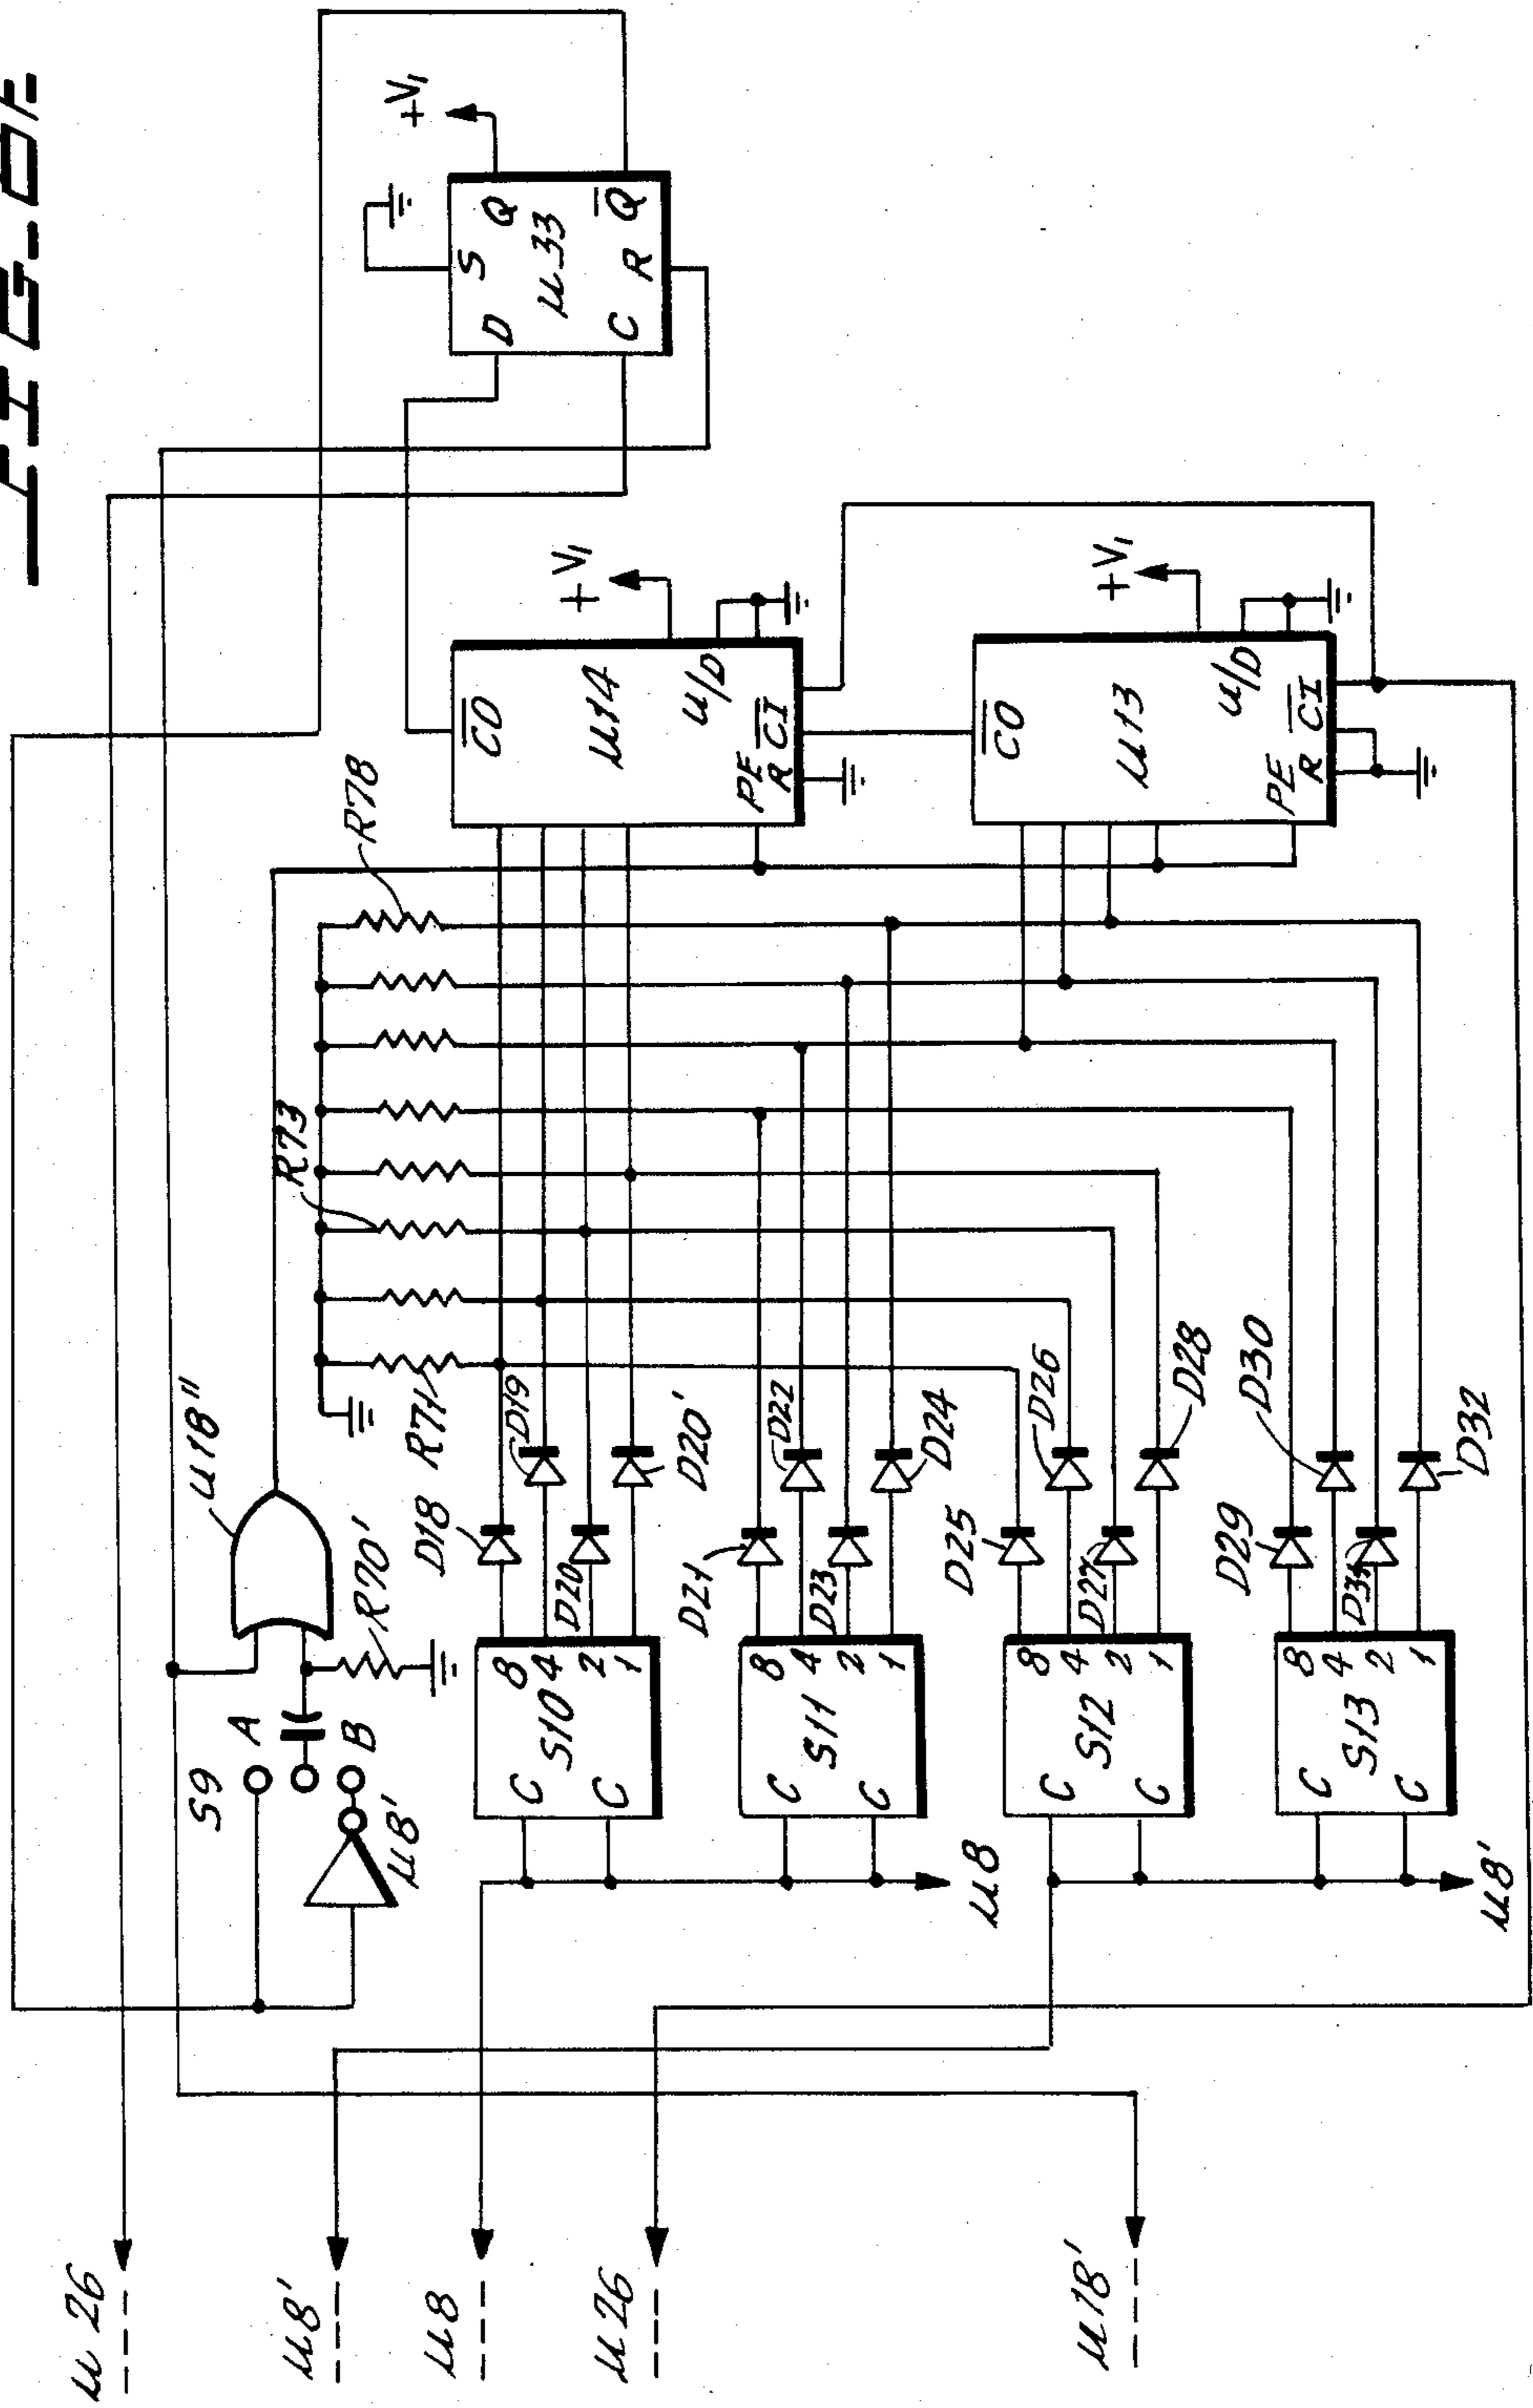 +V1
S
Q
D
U33
Q
C
R
+V1
CO
U14
U/D
CI
PE
R
+V1
CO
U13
U/D
CI
PE
R
R78
R73
R71
U18"
R70'
S9
A
B
U8'
D18
D19
D20
D20'
D21
D22
D23
D24
D25
D26
D27
D28
D29
D30
D31
D32
8
4
2
1
S10
C
C
8
4
2
1
S11
C
C
8
4
2
1
S12
C
C
8
4
2
1
S13
C
C
U8
U8'
U26
U8'
U8
U26
U18'